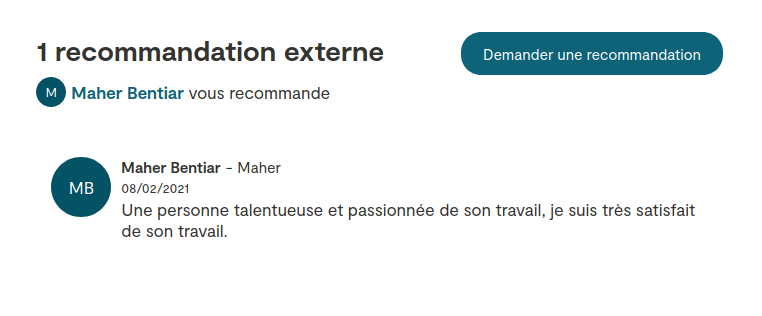 1 recommandation externe
Demander une recommandation
M Maher Bentiar vous recommande
MB
Maher Bentiar - Maher
08/02/2021
Une personne talentueuse et passionnée de son travail, je suis très satisfait
de son travail.